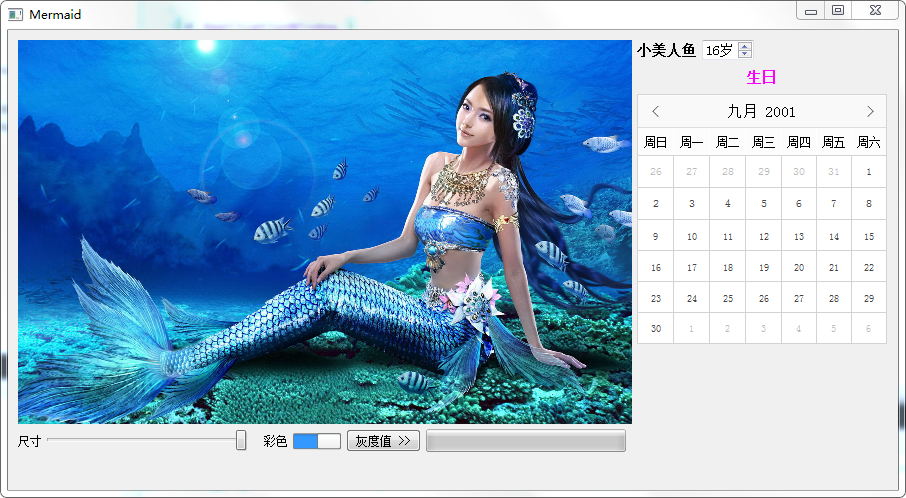 Mermaid
小美人鱼 16岁
生日
九月 2001
周日 周一 周二 周三 周四 周五 周六
26 27 28 29 30 31 1
2 3 4 5 6 7 8
9 10 11 12 13 14 15
16 17 18 19 20 21 22
23 24 25 26 27 28 29
30 1 2 3 4 5 6
尺寸 彩色 灰度值 >>